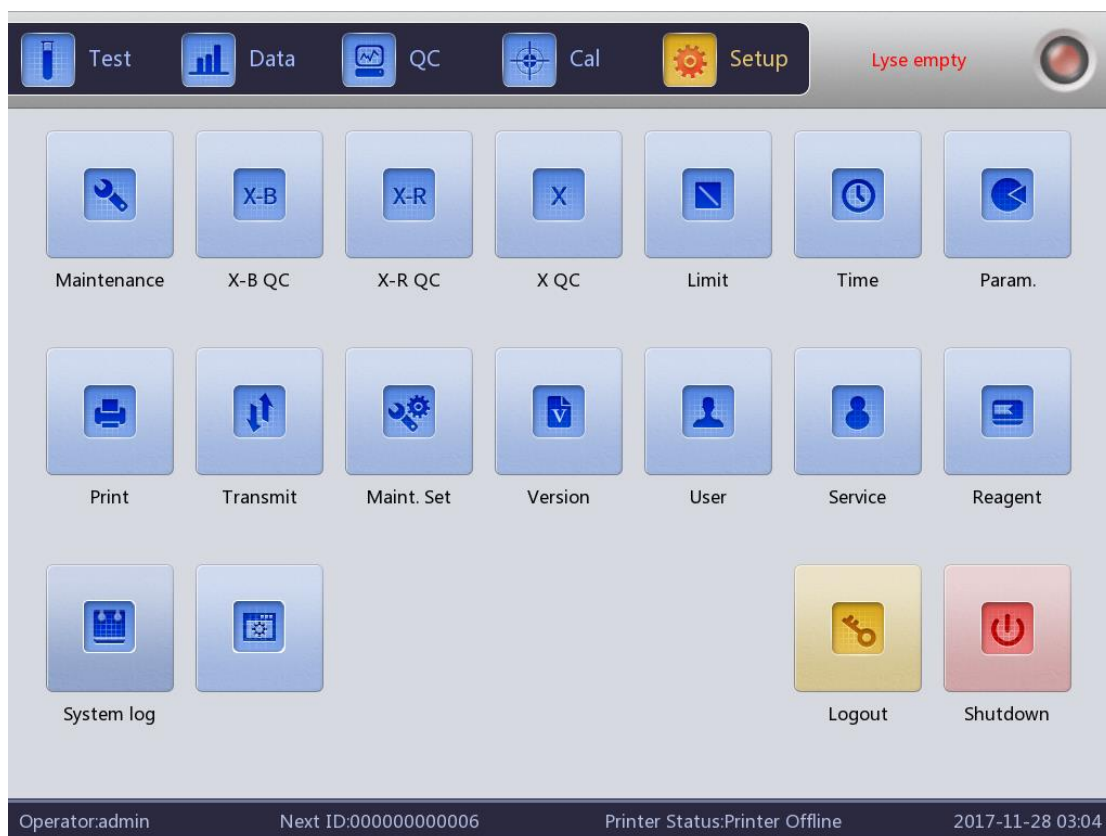 Test Data QC Cal Setup Lyse empty
X-B X-R X
Maintenance X-B QC X-R QC X QC Limit Time Param.
V
Print Transmit Maint. Set Version User Service Reagent
System log Logout Shutdown
Operator:admin Next ID:000000000006 Printer Status:Printer Offline 2017-11-28 03:04